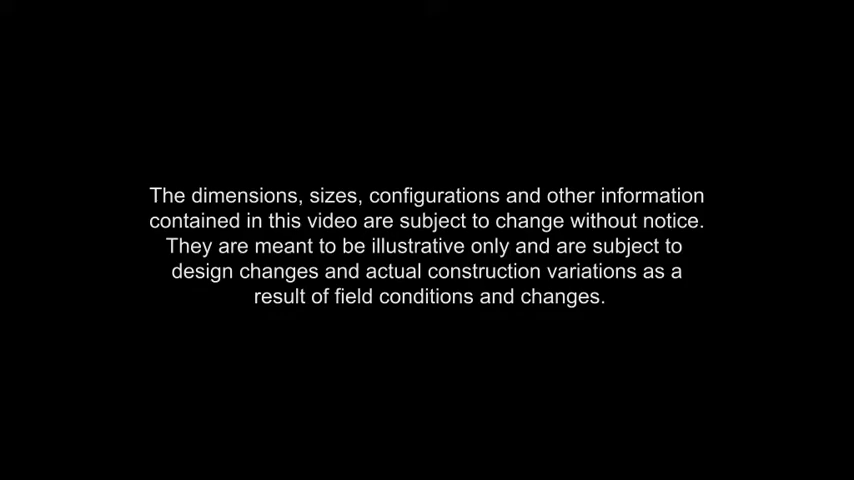 The dimensions, sizes, configurations and other information
contained in this video are subject to change without notice.
They are meant to be illustrative only and are subject to
design changes and actual construction variations as a
result of field conditions and changes.